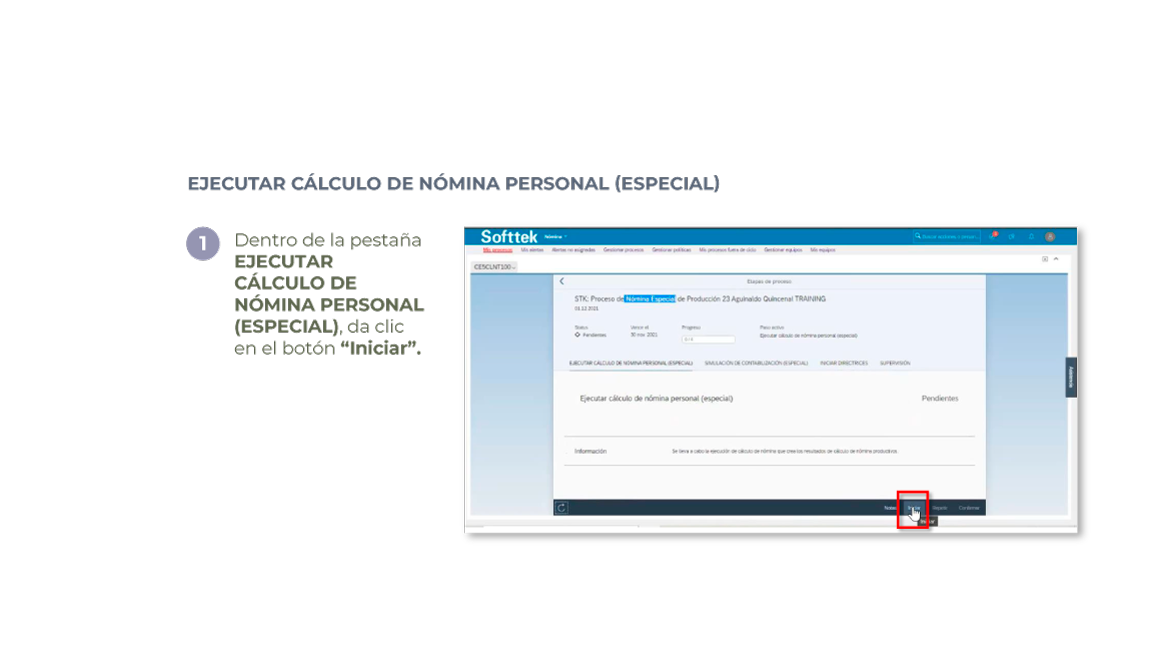 EJECUTAR CÁLCULO DE NÓMINA PERSONAL (ESPECIAL)
1
Dentro de la pestaña
EJECUTAR
CÁLCULO DE
NÓMINA PERSONAL
(ESPECIAL), da clic
en el botón “Iniciar”.
Softtek Nómina
Mis procesos Mis alertas Alertas no asignadas Gestionar procesos Gestionar políticas Mis procesos fuera de ciclo Gestionar equipos Mis equipos
CESCLNT100
Etapas de proceso
STK: Proceso de Nómina Especial de Producción 23 Aguinaldo Quincenal TRAINING
01.12.2021
Status Vence el Progreso Paso activo
Pendientes 30 nov. 2021 Ejecutar cálculo de nómina personal (especial)
EJECUTAR CÁLCULO DE NÓMINA PERSONAL (ESPECIAL) SIMULACIÓN DE CONTABILIZACIÓN (ESPECIAL) INICIAR DIRECTRICES SUPERVISIÓN
Ejecutar cálculo de nómina personal (especial) Pendientes
Información Se lleva a cabo la ejecución de cálculo de nómina que crea los resultados de cálculo de nómina productivos.
Asistencia